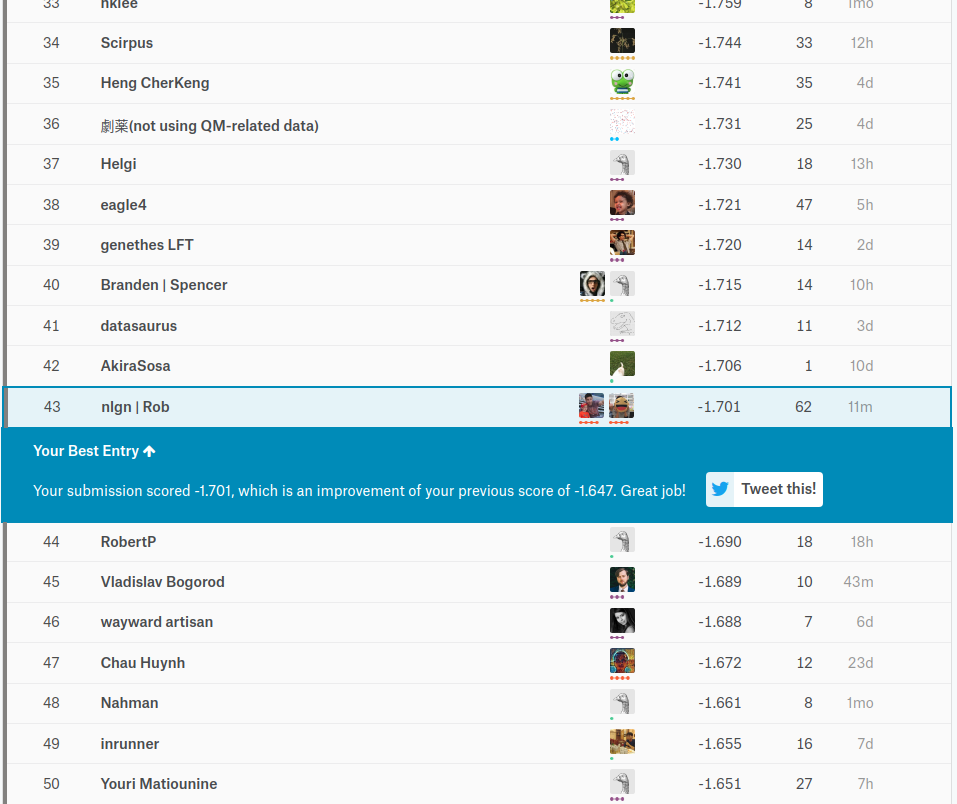 33 nklee -1.759 8 1mo
34 Scirpus -1.744 33 12h
35 Heng CherKeng -1.741 35 4d
36 劇薬(not using QM-related data) -1.731 25 4d
37 Helgi -1.730 18 13h
38 eagle4 -1.721 47 5h
39 genethes LFT -1.720 14 2d
40 Branden | Spencer -1.715 14 10h
41 datasaurus -1.712 11 3d
42 AkiraSosa -1.706 1 10d
43 nlgn | Rob -1.701 62 11m
Your Best Entry
Your submission scored -1.701, which is an improvement of your previous score of -1.647. Great job! Tweet this!
44 RobertP -1.690 18 18h
45 Vladislav Bogorod -1.689 10 43m
46 wayward artisan -1.688 7 6d
47 Chau Huynh -1.672 12 23d
48 Nahman -1.661 8 1mo
49 inrunner -1.655 16 7d
50 Youri Matiounine -1.651 27 7h